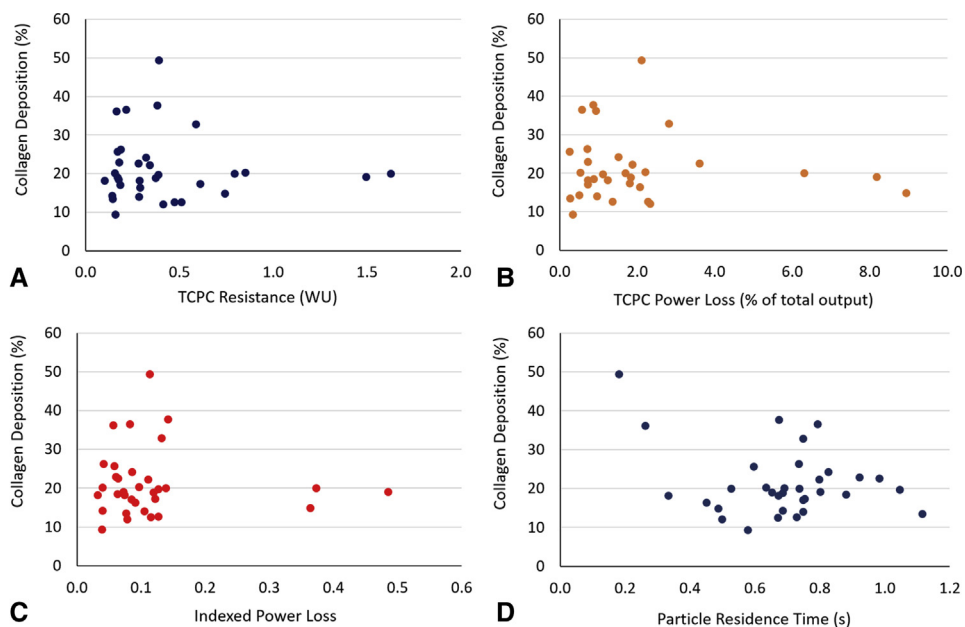 60
50
40
30
20
10
0
Collagen Deposition (%)
0.0 0.5 1.0 1.5 2.0
TCPC Resistance (WU)
A
60
50
40
30
20
10
0
Collagen Deposition (%)
0.0 2.0 4.0 6.0 8.0 10.0
TCPC Power Loss (% of total output)
B
60
50
40
30
20
10
0
Collagen Deposition (%)
0 0.1 0.2 0.3 0.4 0.5 0.6
Indexed Power Loss
C
60
50
40
30
20
10
0
Collagen Deposition (%)
0 0.2 0.4 0.6 0.8 1.0 1.2
Particle Residence Time (s)
D